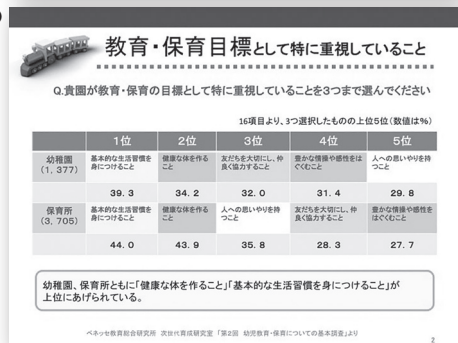 教育・保育目標として特に重視していること
Q.貴園が教育・保育の目標として特に重視していることを3つまで選んでください
16項目より、3つ選択したものの上位5位（数値は%）
1位 2位 3位 4位 5位
幼稚園 基本的な生活習慣を 健康な体を作る 友だちを大切にし、仲 豊かな情操や感性をは 人への思いやりを持
（1，377） 身につけること こと 良く協力すること ぐくむこと つこと
39．3 34．2 32．0 31．4 29．8
保育所 基本的な生活習慣を 健康な体を作る 人への思いやりを持 友だちを大切にし、仲 豊かな情操や感性を
（3，705） 身につけること こと つこと 良く協力すること はぐくむこと
44．0 43．9 35．8 28．3 27．7
幼稚園、保育所ともに「健康な体を作ること」「基本的な生活習慣を身につけること」が
上位にあげられている。
ベネッセ教育総合研究所 次世代育成研究室 「第2回 幼児教育・保育についての基本調査」より
2